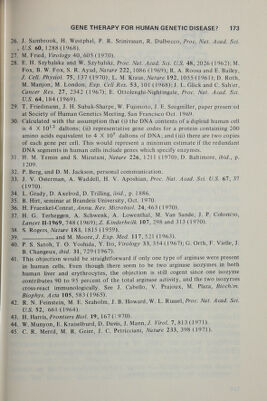 GENE THERAPY FOR HUMAN GENETIC DISEASE? 173
26. J. Sambrook, H. Westphal, P. R. Srinivasan, R. Dulbecco, Proc. Nat. Acad. Sci.
U.S. 60, 1288 (1968).
27. M. Fried, Virology 40, 605 (1970).
28. E. H. Szybalska and W. Szybalski, Proc. Nat. Acad. Sci. U.S. 48, 2026 (1962); M.
Fox, B. W. Fox, S. R. Ayad, Nature 222, 1086 (1969); R. A. Roosa and E. Bailey,
J. Cell. Physiol. 75, 137 (1970); L. M. Kraus, Nature 192, 1055 (1961); D. Roth,
M. Manjon, M. London, Exp. Cell Res. 53, 101 (1968); J. L. Glick and C. Sahler,
Cancer Res. 27, 2342 (1967); E. Ottolenghi-Nightingale, Proc. Nat. Acad. Sci.
U.S. 64, 184 (1969).
29. T. Friedmann, J. H. Subak-Sharpe, W. Fujimoto, J. E. Seegmiller, paper presented
at Society of Human Genetics Meeting, San Francisco Oct. 1969.
30. Calculated with the assumption that (i) the DNA contents of a diploid human cell
is 4 × 10¹² daltons; (ii) representative gene codes for a protein containing 200
amino acids equivalent to 4 × 10⁵ daltons of DNA; and (iii) there are two copies
of each gene per cell. This would represent a minimum estimate if the redundant
DNA segments in human cells include genes which specify enzymes.
31. H. M. Temin and S. Mizutani, Nature 226, 1211 (1970); D. Baltimore, ibid., p.
1209.
32. P. Berg and D. M. Jackson, personal communication.
33. J. V. Osterman, A. Waddell, H. V. Aposhian, Proc. Nat. Acad. Sci. U.S. 67, 37
(1970).
34. L. Grady, D. Axelrod, D. Trilling, ibid., p. 1886.
35. B. Hirt, seminar at Brandeis University, Oct. 1970.
36. H. Fraenkel-Conrat, Annu. Rev. Microbiol. 24, 463 (1970).
37. H. G. Terheggen, A. Schwenk, A. Lowenthal, M. Van Sande, J. P. Colombo,
Lancet II-1969, 748 (1969); Z. Kinderheilk 107, 298 and 313 (1970).
38. S. Rogers, Nature 183, 1815 (1959).
39. ——— and M. Moore, J. Exp. Med. 117, 521 (1963).
40. P. S. Satoh, T. O. Yoshida, Y. Ito, Virology 33, 354 (1967); G. Orth, F. Vielle, J.
B. Changeux, ibid. 31, 729 (1967).
41. This objection would be straightforward if only one type of arginase were present
in human cells. Even though there seem to be two arginase isozymes in both
human liver and erythrocytes, the objection is still cogent since one isozyme
contributes 90 to 95 percent of the total arginase activity, and the two isozymes
cross-react immunologically. See J. Cabello, V. Prajoux, M. Plaza, Biochim.
Biophys. Acta 105, 583 (1965).
42. R. N. Feinstein, M. E. Seaholm, J. B. Howard, W. L. Russel, Proc. Nat. Acad. Sci.
U.S. 52, 661 (1964).
43. H. Harris, Frontiers Biol. 19, 167 (1970).
44. W. Munyon, E. Kraiselburd, D. Davis, J. Mann, J. Virol. 7, 813 (1971).
45. C. R. Merril, M. R. Geier, J. C. Petricciani, Nature 233, 398 (1971).